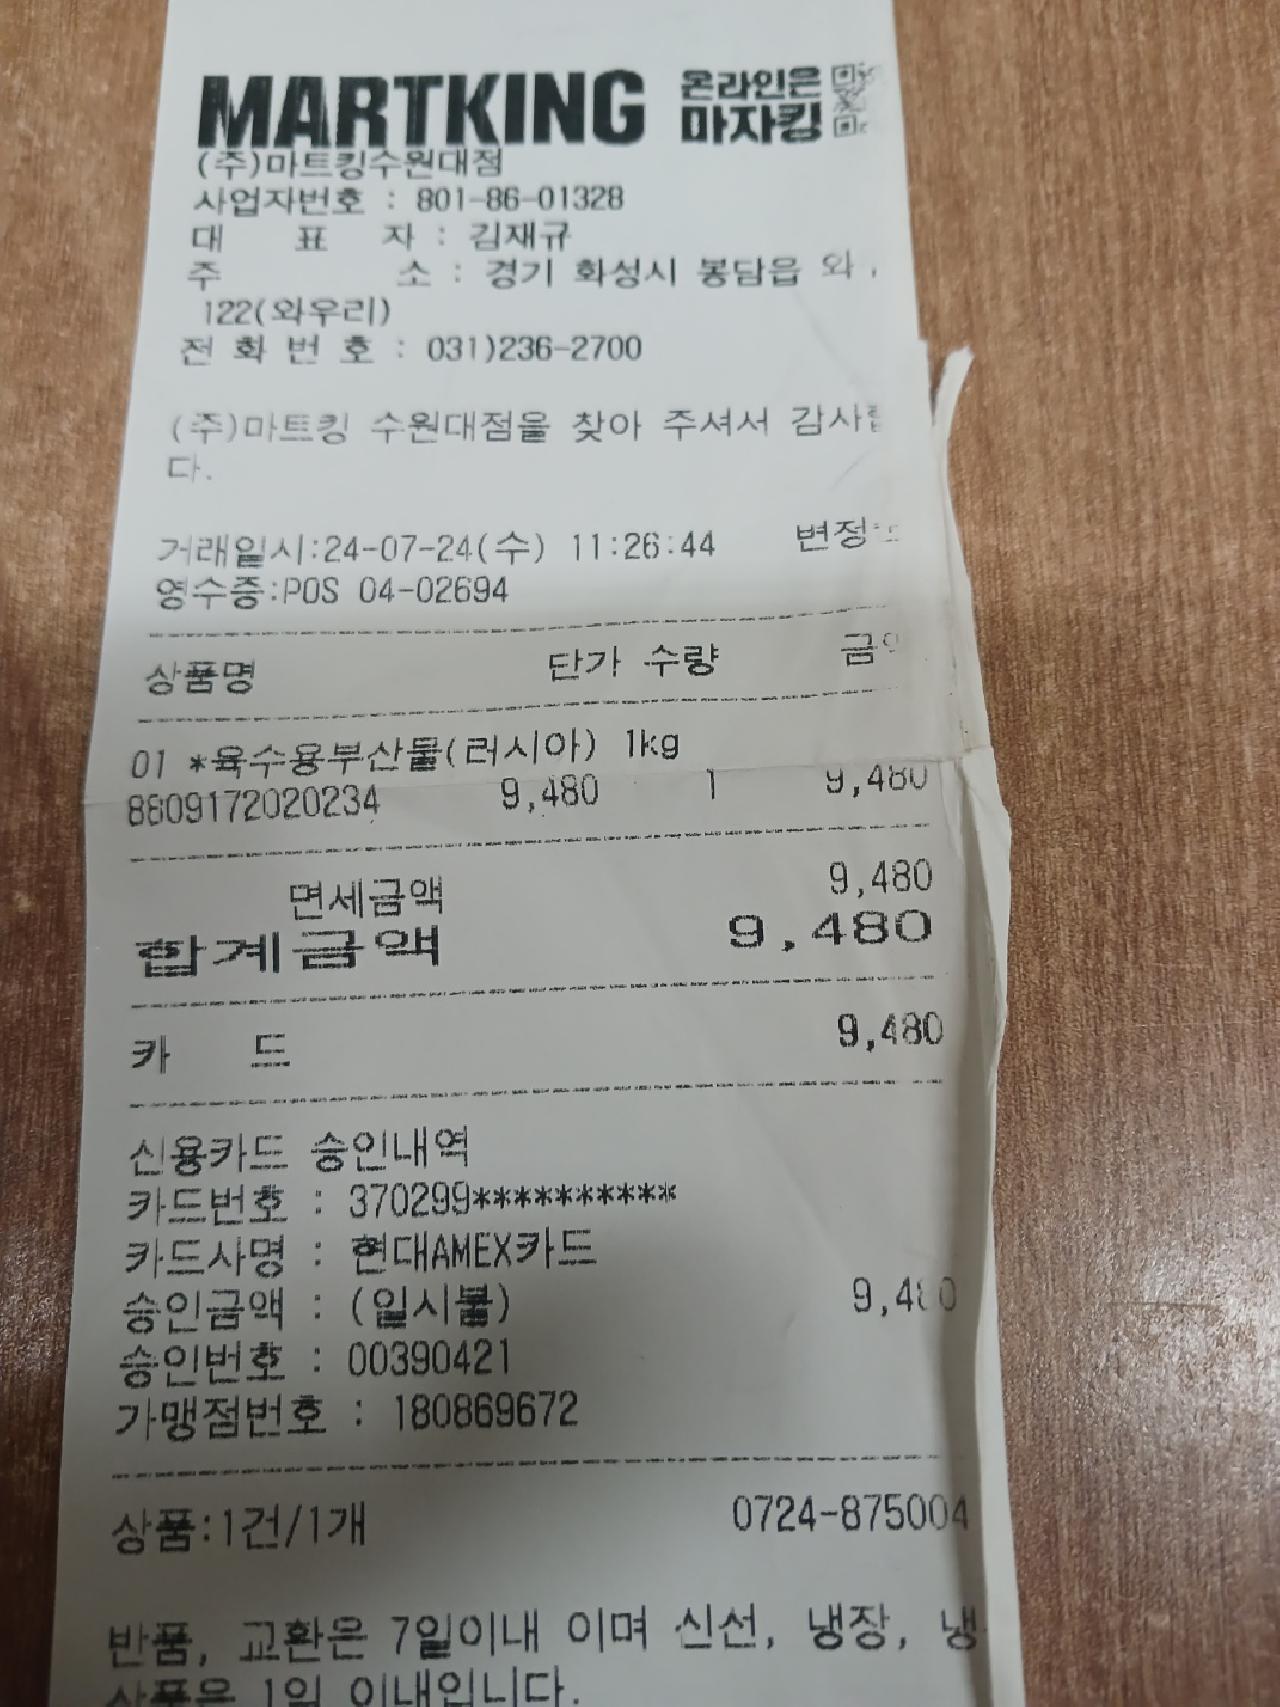 MARTKING 온라인은 마자킹
(주)마트킹수원대점
사업자번호 : 801-86-01328
대 표 자 : 김재규
주 소 : 경기 화성시 봉담읍 와
122(와우리)
전 화 번 호 : 031)236-2700
(주)마트킹 수원대점을 찾아 주셔서 감사합
다.
거래일시:24-07-24(수) 11:26:44 변정
영수증:POS 04-02694
상품명 단가 수량 금
01 *육수용부산물(러시아) 1kg
8809172020234 9,480 1 9,480
면세금액 9,480
합계금액 9,480
카 드 9,480
신용카드 승인내역
카드번호 : 370299**********
카드사명 : 현대AMEX카드
승인금액 : (일시불) 9,480
승인번호 : 00390421
가맹점번호 : 180869672
상품:1건/1개 0724-875004
반품, 교환은 7일이내 이며 신선, 냉장, 냉
상품은 1일 이내입니다.